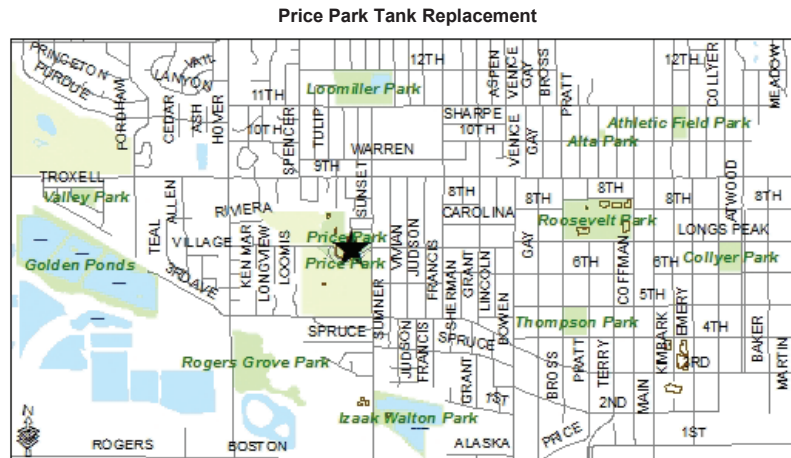 Price Park Tank Replacement
PRINCETON
PURDUE
VAIL
LANYON
FORDHAM
CEDAR
ASH
HOVER
11TH
10TH
SPENCER
TULIP
Loomiller Park
12TH
ASPEN
VENICE
GAY
BROSS
PRATT
12TH
COLLYER
MEADOW
SHARPE
10TH
WARREN
VENICE
GAY
Alta Park
Athletic Field Park
9TH
SUNSET
TROXELL
Valley Park
TEAL
ALLEN
RIVIERA
VILLAGE
3RD AVE
KEN MAR
LONGVIEW
LOOMIS
Price Park
Price Park
8TH
CAROLINA
8TH
8TH
8TH
8TH
ATWOOD
Roosevelt Park
LONGS PEAK
VIVIAN
JUDSON
FRANCIS
SHERMAN
GRANT
LINCOLN
BOWEN
GAY
6TH
COFFMAN
6TH
Collyer Park
Golden Ponds
5TH
SUMNER
SPRUCE
JUDSON
FRANCIS
SPRUCE
Thompson Park
KIMBARK
EMERY
4TH
Rogers Grove Park
GRANT
1ST
BROSS
PRATT
TERRY
MAIN
3RD
BAKER
MARTIN
2ND
Izaak Walton Park
N
ROGERS
BOSTON
ALASKA
PRICE
1ST